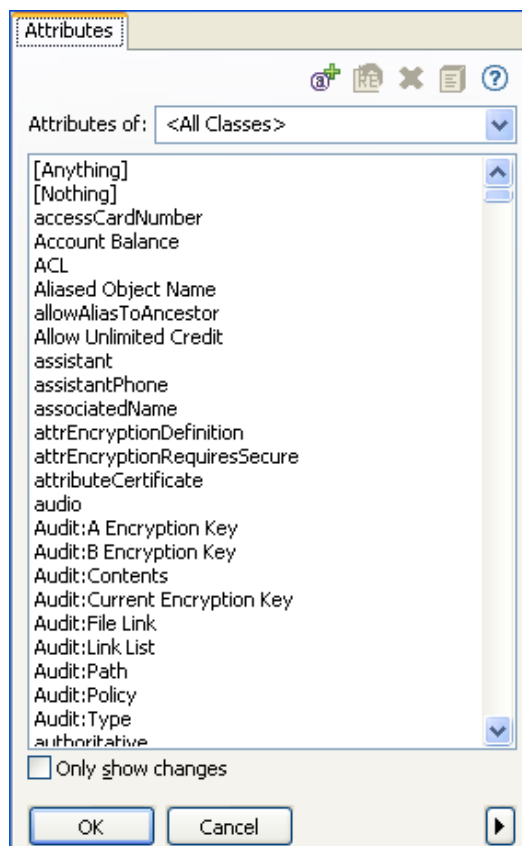 Attributes
Attributes of: <All Classes>
[Anything]
[Nothing]
accessCardNumber
Account Balance
ACL
Aliased Object Name
allowAliasToAncestor
Allow Unlimited Credit
assistant
assistantPhone
associatedName
attrEncryptionDefinition
attrEncryptionRequiresSecure
attributeCertificate
audio
Audit:A Encryption Key
Audit:B Encryption Key
Audit:Contents
Audit:Current Encryption Key
Audit:File Link
Audit:Link List
Audit:Path
Audit:Policy
Audit:Type
authoritative
Only show changes
OK Cancel